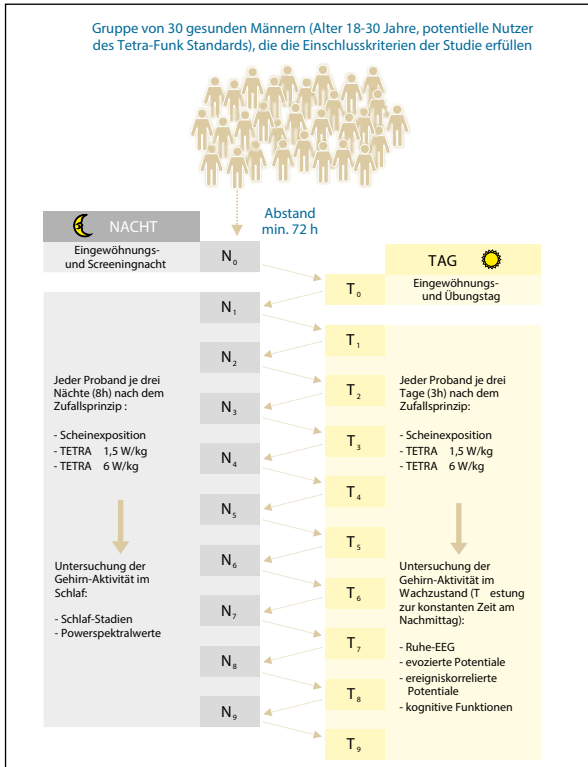 Gruppe von 30 gesunden Männern (Alter 18-30 Jahre, potentielle Nutzer
des Tetra-Funk Standards), die die Einschlusskriterien der Studie erfüllen
Abstand
min. 72 h
NACHT
Eingewöhnungs-
und Screeningnacht
N₀
TAG
T₀
Eingewöhnungs-
und Übungstag
N₁
T₁
N₂
T₂
N₃
T₃
N₄
T₄
N₅
T₅
N₆
T₆
N₇
T₇
N₈
T₈
N₉
T₉
Jeder Proband je drei
Nächte (8h) nach dem
Zufallsprinzip :
- Scheinexposition
- TETRA 1,5 W/kg
- TETRA 6 W/kg
Untersuchung der
Gehirn-Aktivität im
Schlaf:
- Schlaf-Stadien
- Powerspektralwerte
Jeder Proband je drei
Tage (3h) nach dem
Zufallsprinzip:
- Scheinexposition
- TETRA 1,5 W/kg
- TETRA 6 W/kg
Untersuchung der
Gehirn-Aktivität im
Wachzustand (T estung
zur konstanten Zeit am
Nachmittag):
- Ruhe-EEG
- evozierte Potentiale
- ereigniskorrelierte
Potentiale
- kognitive Funktionen